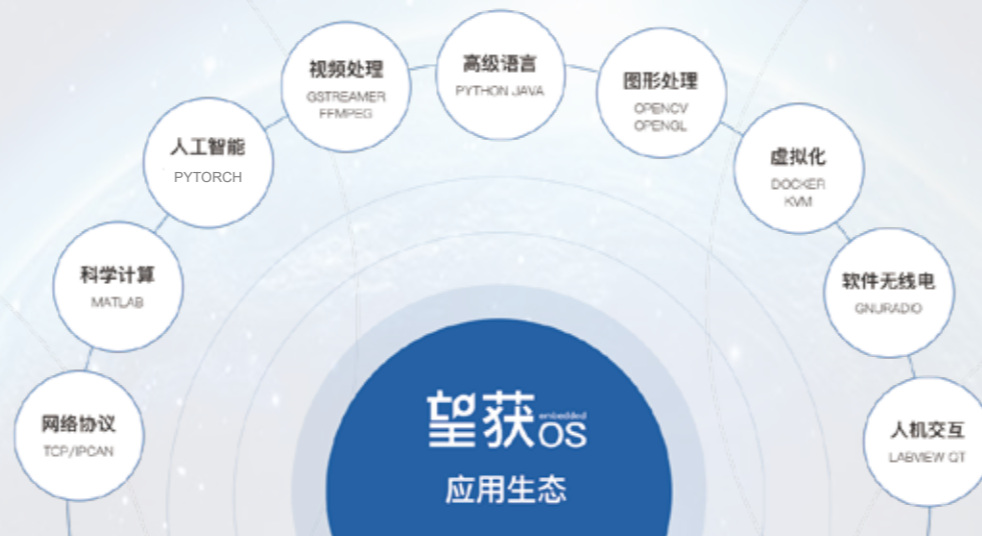 高级语言
PYTHON JAVA
视频处理
GSTREAMER
FFMPEG
图形处理
OPENCV
OPENGL
人工智能
PYTORCH
虚拟化
DOCKER
KVM
科学计算
MATLAB
软件无线电
GNURADIO
网络协议
TCP/IPCAN
人机交互
LABVIEW QT
望获 embedded OS
应用生态